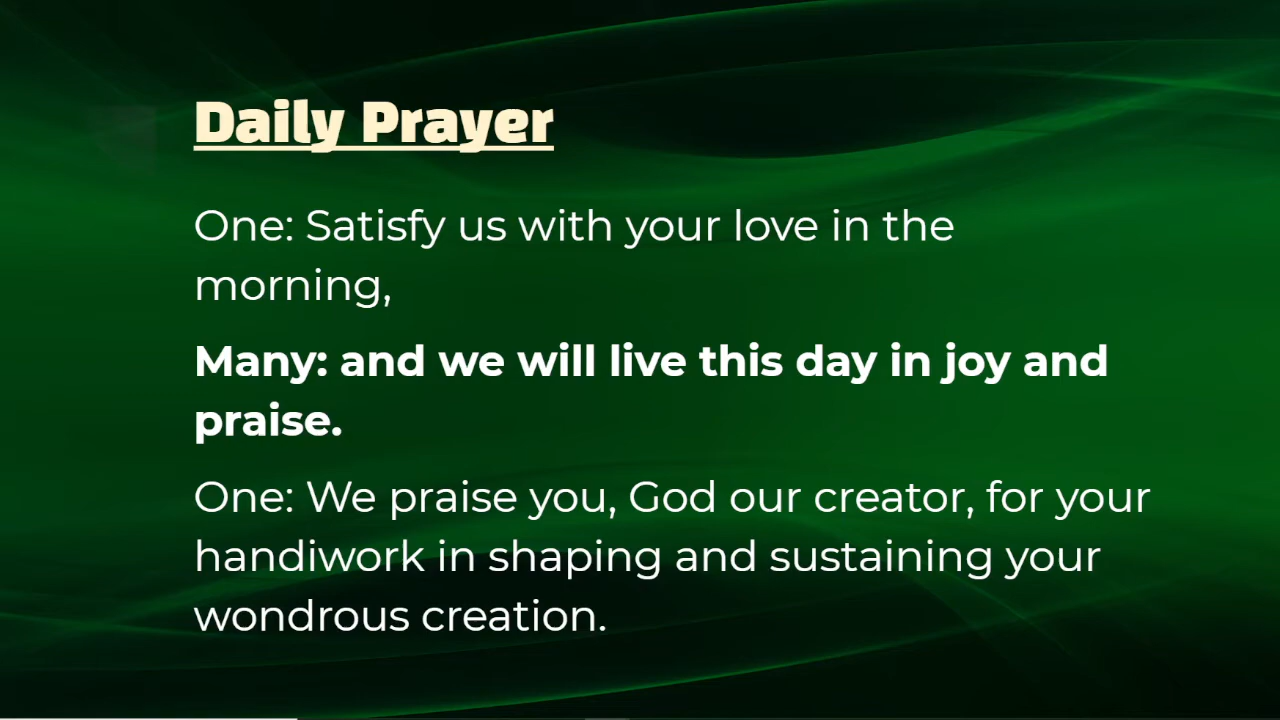 Daily Prayer
One: Satisfy us with your love in the
morning,
Many: and we will live this day in joy and
praise.
One: We praise you, God our creator, for your
handiwork in shaping and sustaining your
wondrous creation.